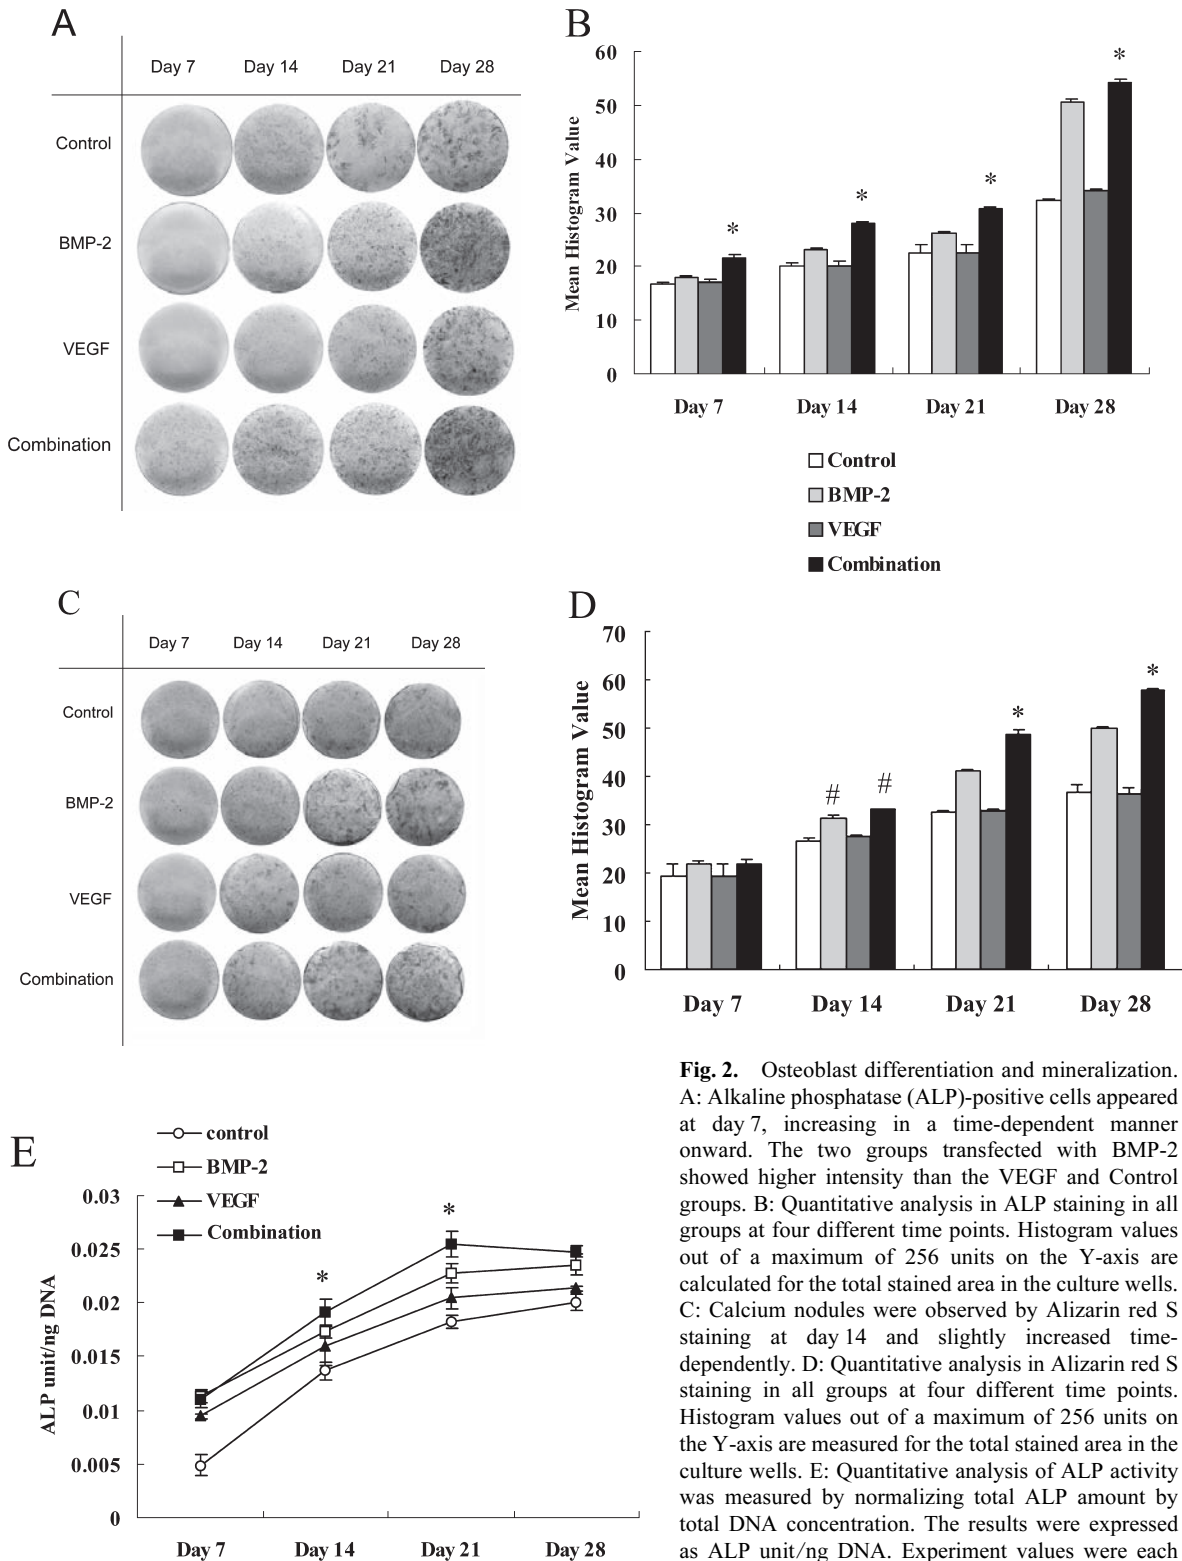 A
Day 7 Day 14 Day 21 Day 28
Control
BMP-2
VEGF
Combination
B
Mean Histogram Value
60
50
40
30
20
10
0
* * * *
Day 7 Day 14 Day 21 Day 28
Control
BMP-2
VEGF
Combination
C
Day 7 Day 14 Day 21 Day 28
Control
BMP-2
VEGF
Combination
D
Mean Histogram Value
70
60
50
40
30
20
10
0
# # * *
Day 7 Day 14 Day 21 Day 28
E
control
BMP-2
VEGF
Combination
ALP unit/ng DNA
0.03
0.025
0.02
0.015
0.01
0.005
0
* *
Day 7 Day 14 Day 21 Day 28
Fig. 2. Osteoblast differentiation and mineralization.
A: Alkaline phosphatase (ALP)-positive cells appeared
at day 7, increasing in a time-dependent manner
onward. The two groups transfected with BMP-2
showed higher intensity than the VEGF and Control
groups. B: Quantitative analysis in ALP staining in all
groups at four different time points. Histogram values
out of a maximum of 256 units on the Y-axis are
calculated for the total stained area in the culture wells.
C: Calcium nodules were observed by Alizarin red S
staining at day 14 and slightly increased time-
dependently. D: Quantitative analysis in Alizarin red S
staining in all groups at four different time points.
Histogram values out of a maximum of 256 units on
the Y-axis are measured for the total stained area in the
culture wells. E: Quantitative analysis of ALP activity
was measured by normalizing total ALP amount by
total DNA concentration. The results were expressed
as ALP unit/ng DNA. Experiment values were each